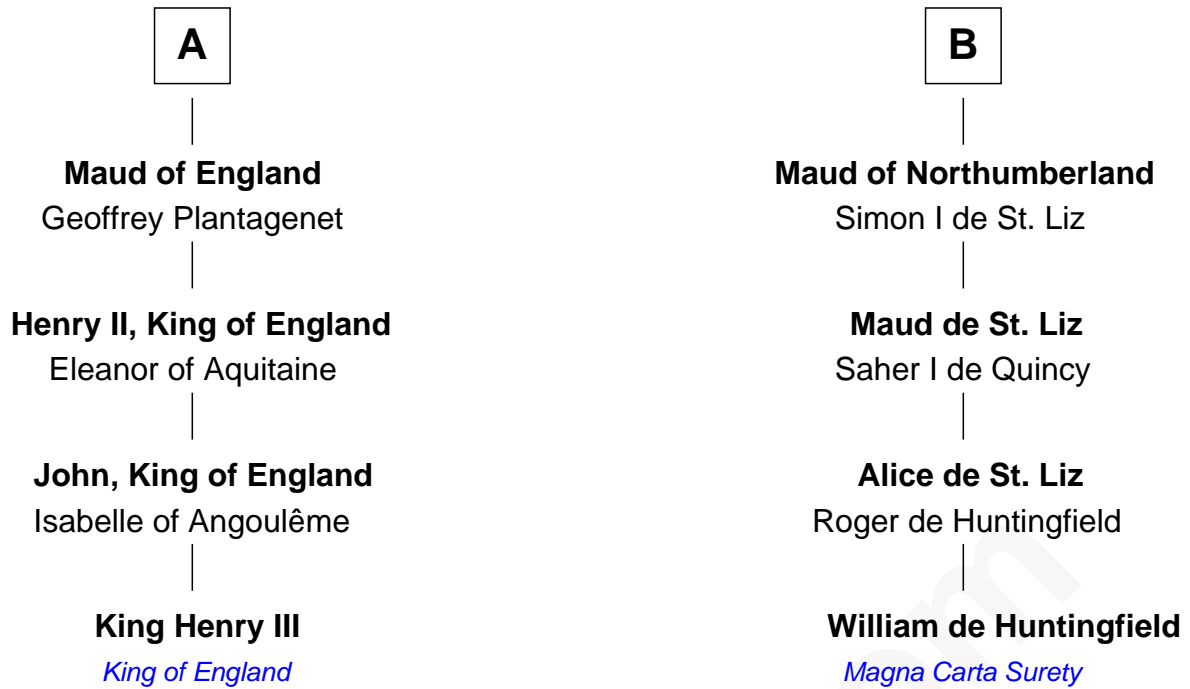 A
Maud of England
Geoffrey Plantagenet
Henry II, King of England
Eleanor of Aquitaine
John, King of England
Isabelle of Angoulême
King Henry III
King of England
B
Maud of Northumberland
Simon I de St. Liz
Maud de St. Liz
Saher I de Quincy
Alice de St. Liz
Roger de Huntingfield
William de Huntingfield
Magna Carta Surety